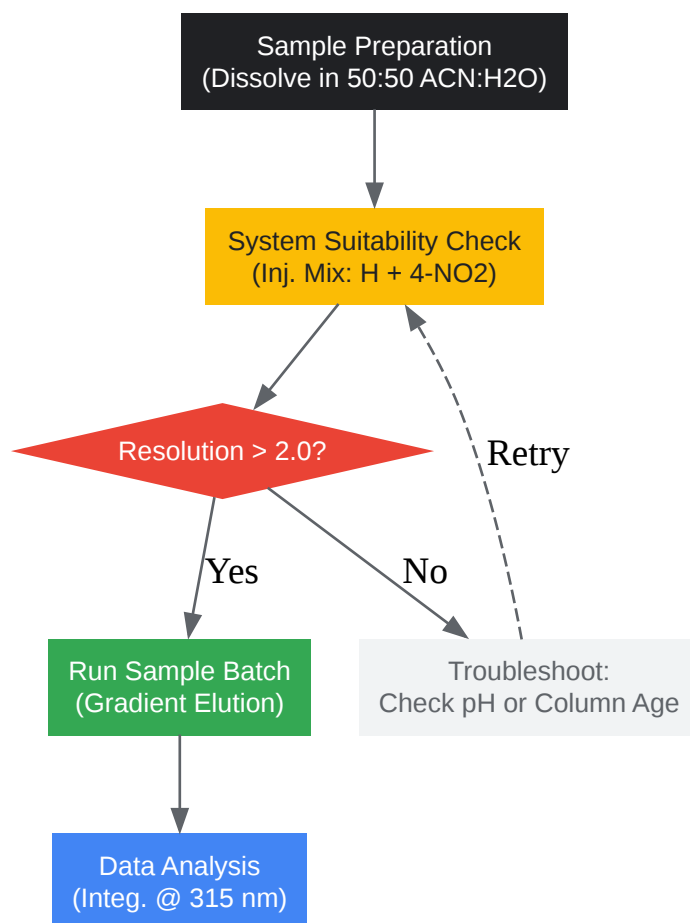 Sample Preparation
(Dissolve in 50:50 ACN:H2O)
System Suitability Check
(Inj. Mix: H + 4-NO2)
Resolution > 2.0?
Retry
Yes
No
Run Sample Batch
(Gradient Elution)
Troubleshoot:
Check pH or Column Age
Data Analysis
(Integ. @ 315 nm)